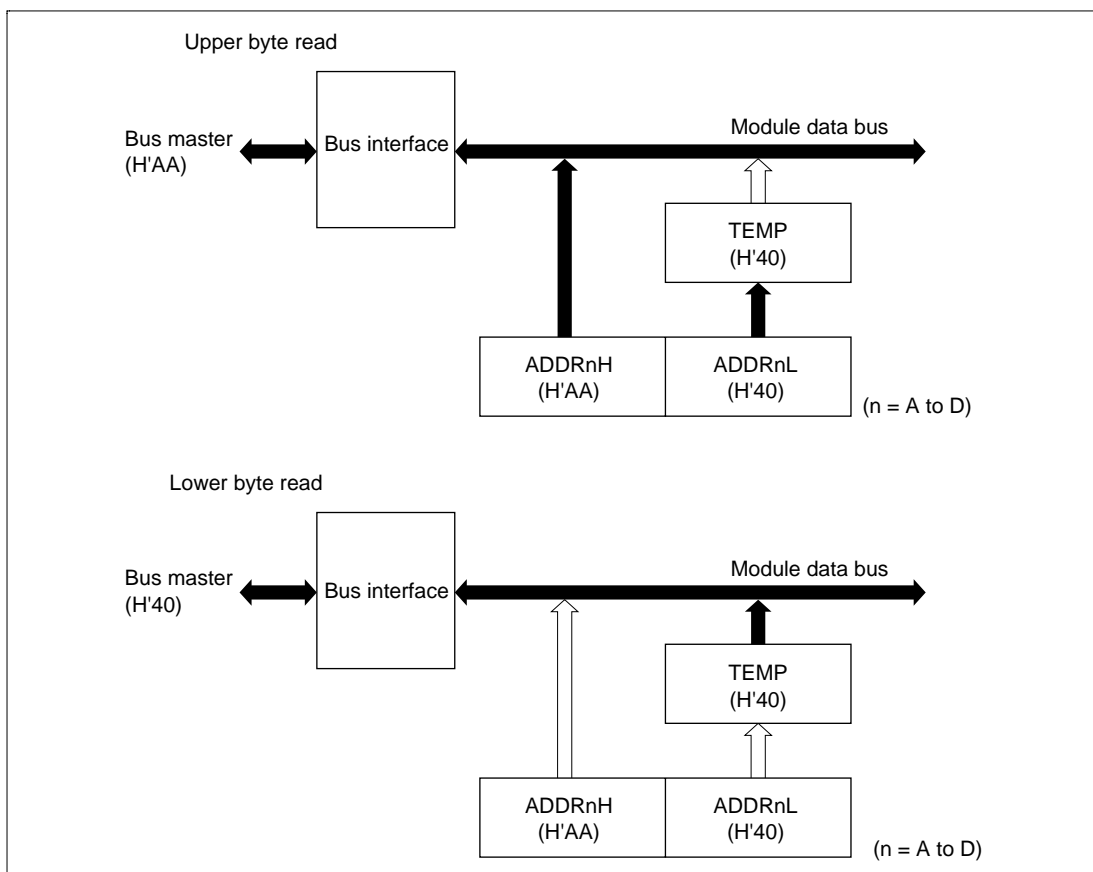 Upper byte read
Bus master
(H'AA)
Bus interface
Module data bus
TEMP
(H'40)
ADDRnH
(H'AA)
ADDRnL
(H'40)
(n = A to D)
Lower byte read
Bus master
(H'40)
Bus interface
Module data bus
TEMP
(H'40)
ADDRnH
(H'AA)
ADDRnL
(H'40)
(n = A to D)